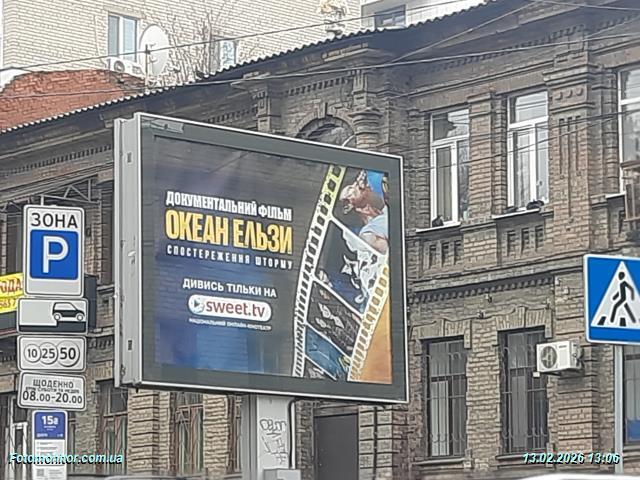 ЗОНА
P
10 25 50
ЩОДЕННО
08.00-20.00
15₴
ДОКУМЕНТАЛЬНИЙ ФІЛЬМ
ОКЕАН ЕЛЬЗИ
СПОСТЕРЕЖЕННЯ ШТОРМУ
ДИВИСЬ ТІЛЬКИ НА
sweet.tv
НАЦІОНАЛЬНИЙ ОНЛАЙН-КІНОТЕАТР
Fotomonitor.com.ua
13.02.2026 13:06